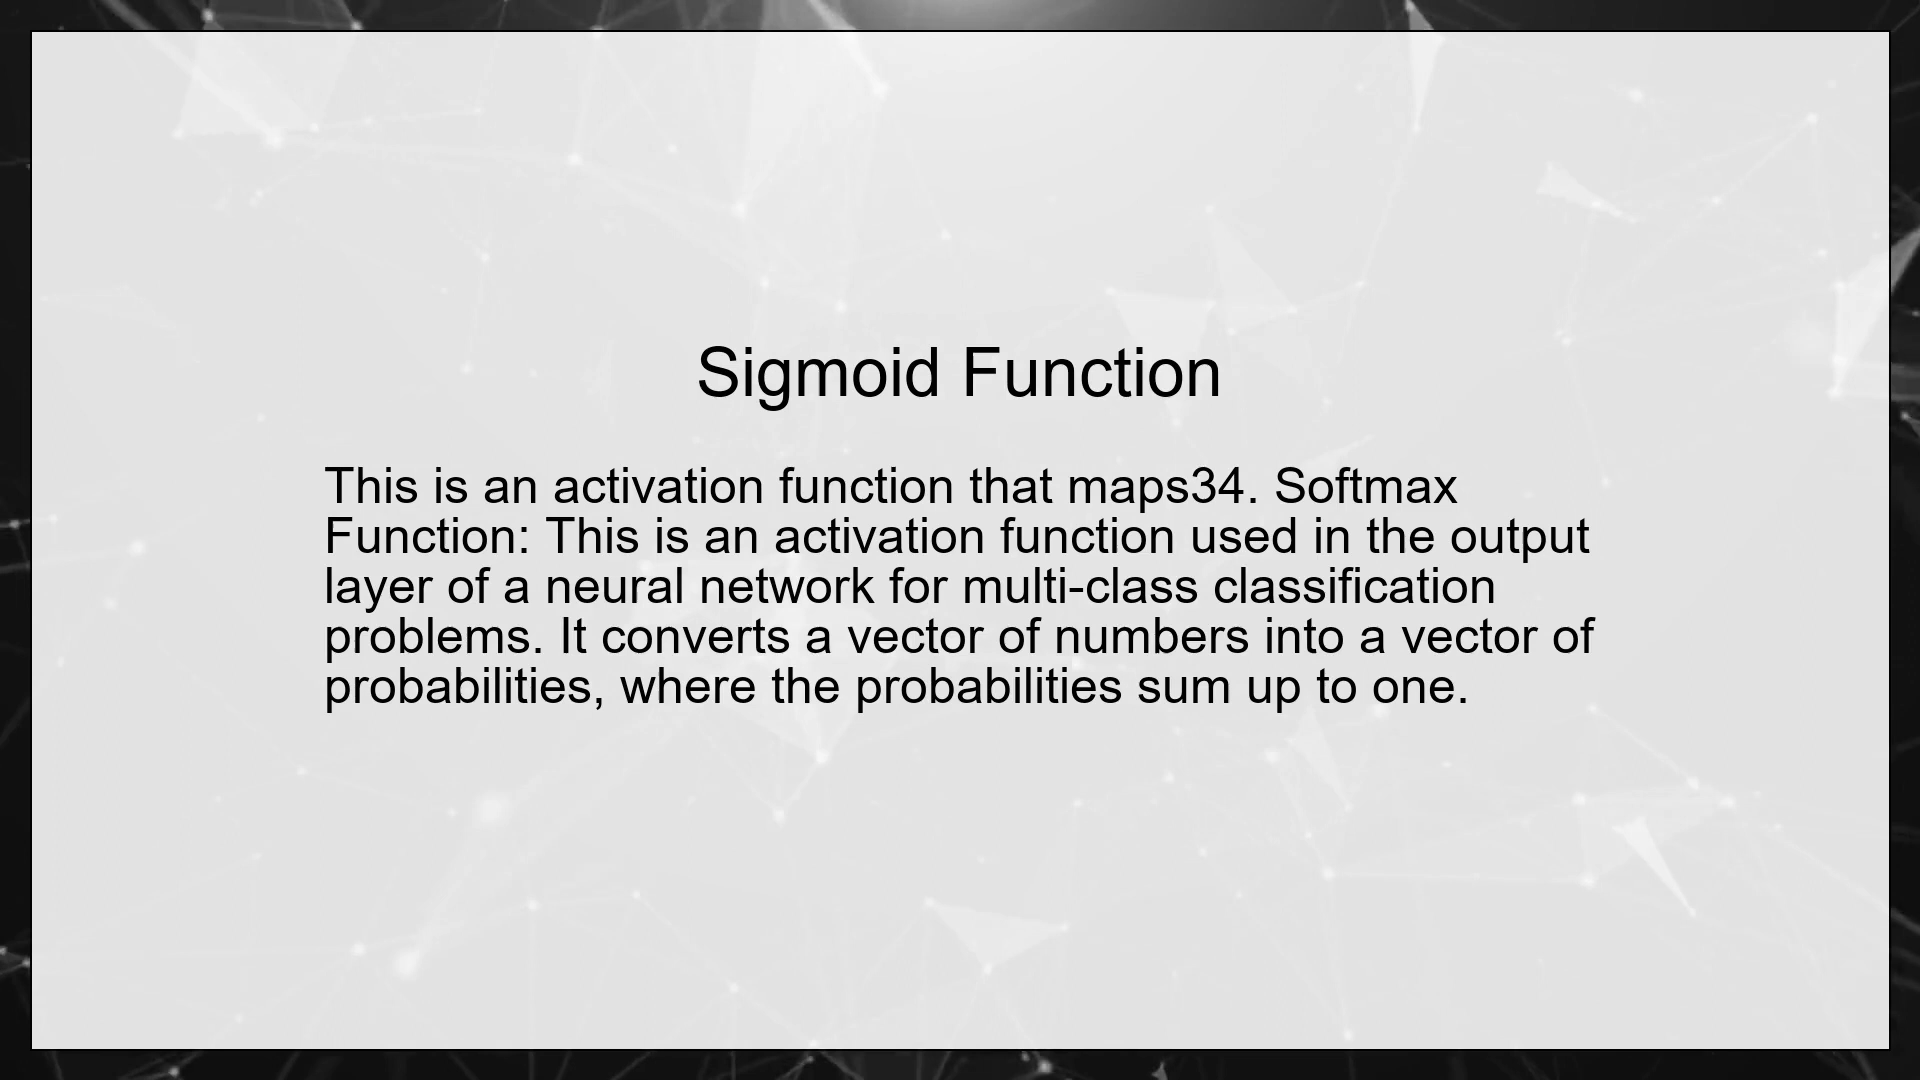 Sigmoid Function
This is an activation function that maps34. Softmax
Function: This is an activation function used in the output
layer of a neural network for multi-class classification
problems. It converts a vector of numbers into a vector of
probabilities, where the probabilities sum up to one.